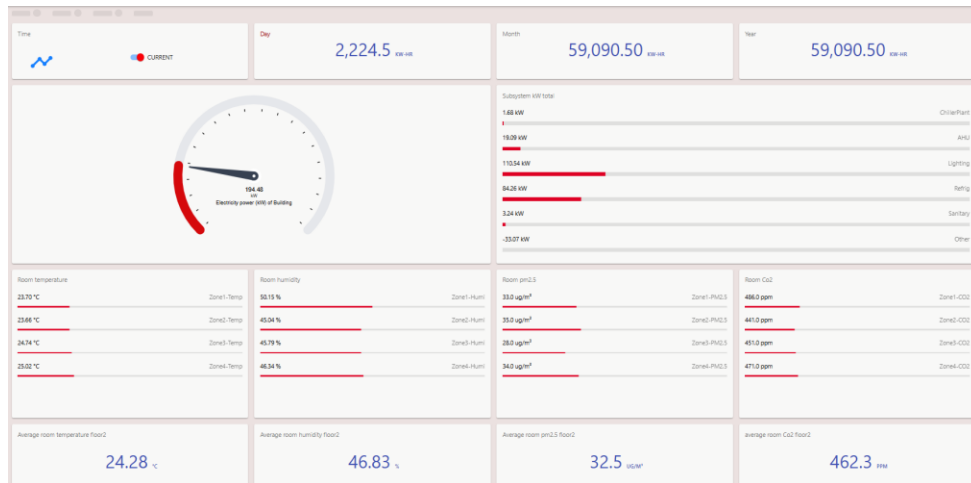 Time
CURRENT
Day
2,224.5 KW-HR
Month
59,090.50 KW-HR
Year
59,090.50 KW-HR
194.48
kW
Electricity power (kW) of Building
Subsystem kW total
1.68 kW ChillerPlant
19.09 kW AHU
110.54 kW Lighting
84.26 kW Refrig
3.24 kW Sanitary
-33.07 kW Other
Room temperature
23.70 °C Zone1-Temp
23.66 °C Zone2-Temp
24.74 °C Zone3-Temp
25.02 °C Zone4-Temp
Room humidity
50.15 % Zone1-Humi
45.04 % Zone2-Humi
45.79 % Zone3-Humi
46.34 % Zone4-Humi
Room pm2.5
33.0 ug/m³ Zone1-PM2.5
35.0 ug/m³ Zone2-PM2.5
28.0 ug/m³ Zone3-PM2.5
34.0 ug/m³ Zone4-PM2.5
Room Co2
486.0 ppm Zone1-CO2
441.0 ppm Zone2-CO2
451.0 ppm Zone3-CO2
471.0 ppm Zone4-CO2
Average room temperature floor2
24.28 °C
Average room humidity floor2
46.83 %
Average room pm2.5 floor2
32.5 UG/M³
average room Co2 floor2
462.3 PPM